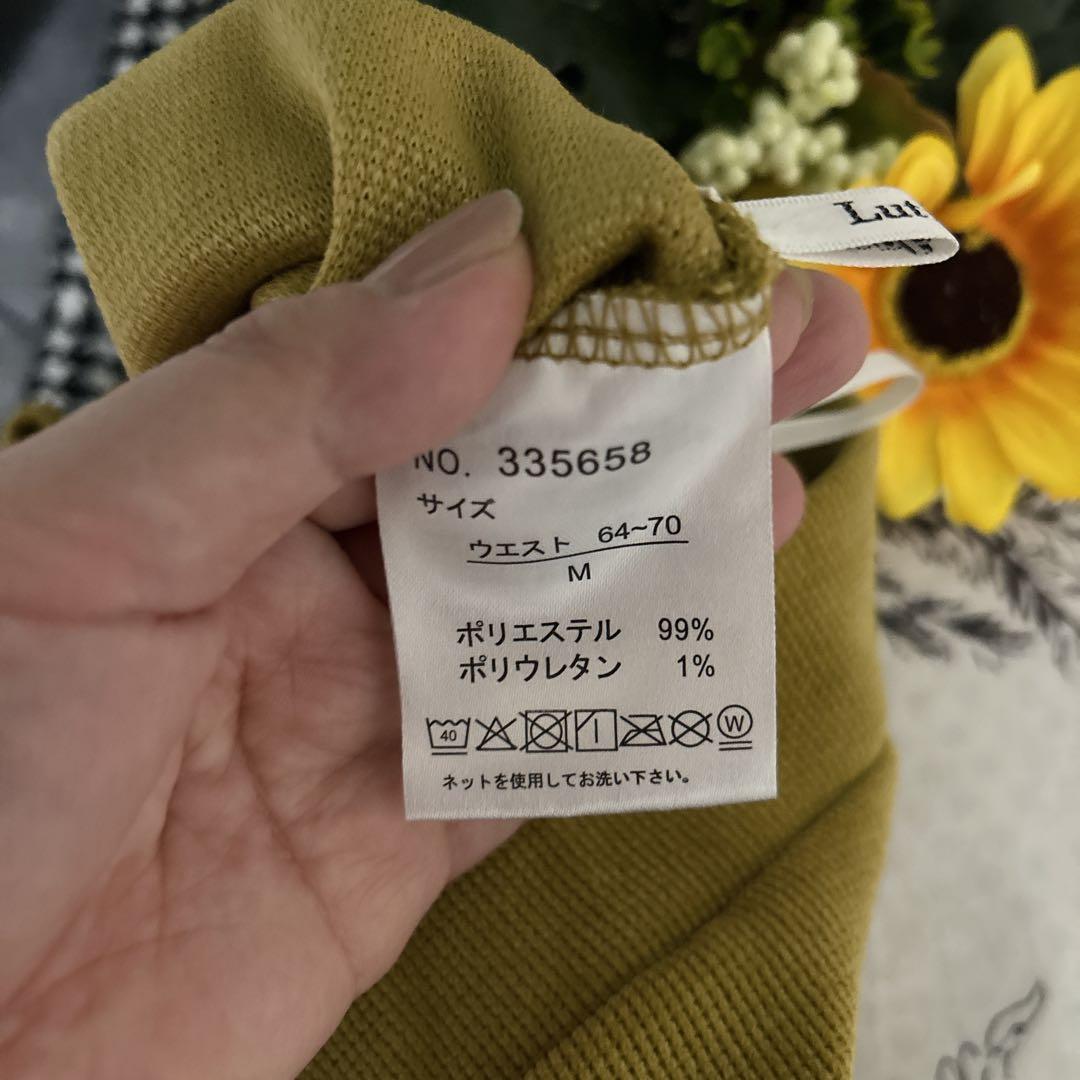 Lut
NO. 335658
サイズ
ウエスト 64~70
M
ポリエステル 99%
ポリウレタン 1%
40 W
ネットを使用してお洗い下さい。